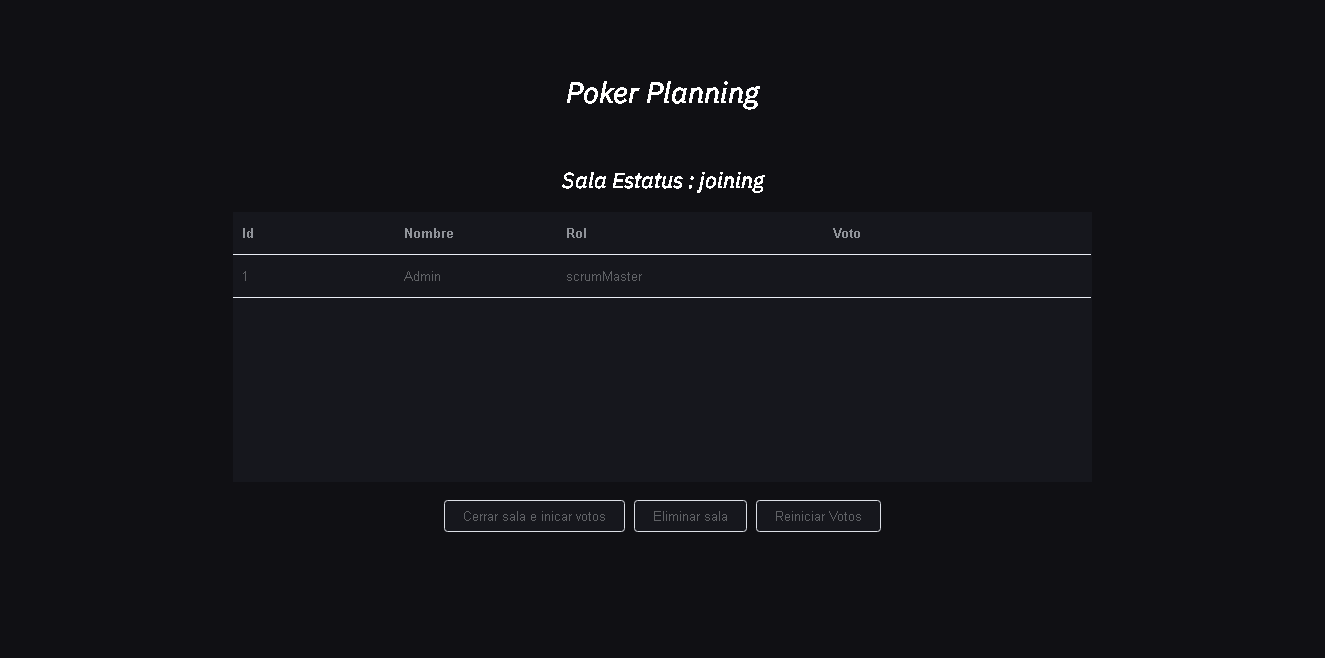 Poker Planning
Sala Estatus : joining
Id Nombre Rol Voto
1 Admin scrumMaster
Cerrar sala e inicar votos Eliminar sala Reiniciar Votos